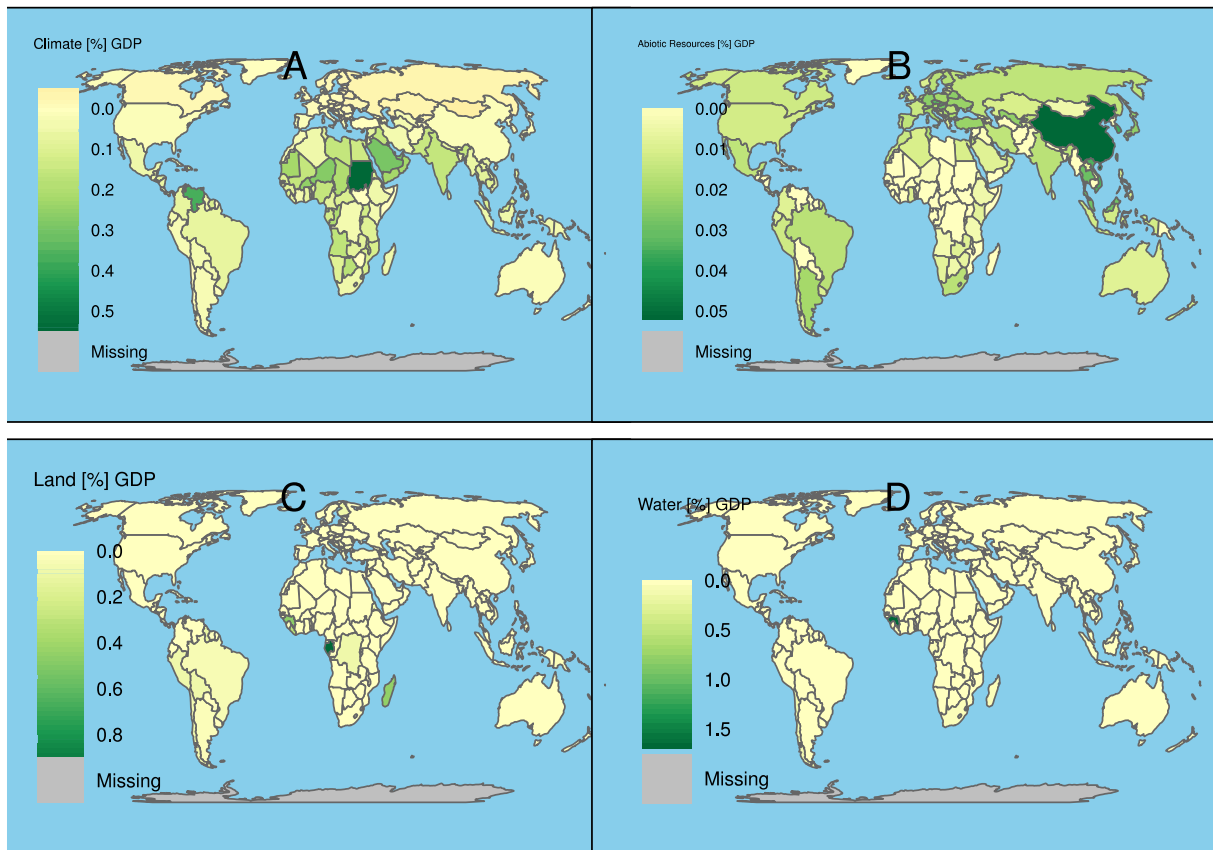 Climate [%] GDP
A
0.0
0.1
0.2
0.3
0.4
0.5
Missing
Abiotic Resources [%] GDP
B
0.00
0.01
0.02
0.03
0.04
0.05
Missing
Land [%] GDP
C
0.0
0.2
0.4
0.6
0.8
Missing
Water [%] GDP
D
0.0
0.5
1.0
1.5
Missing